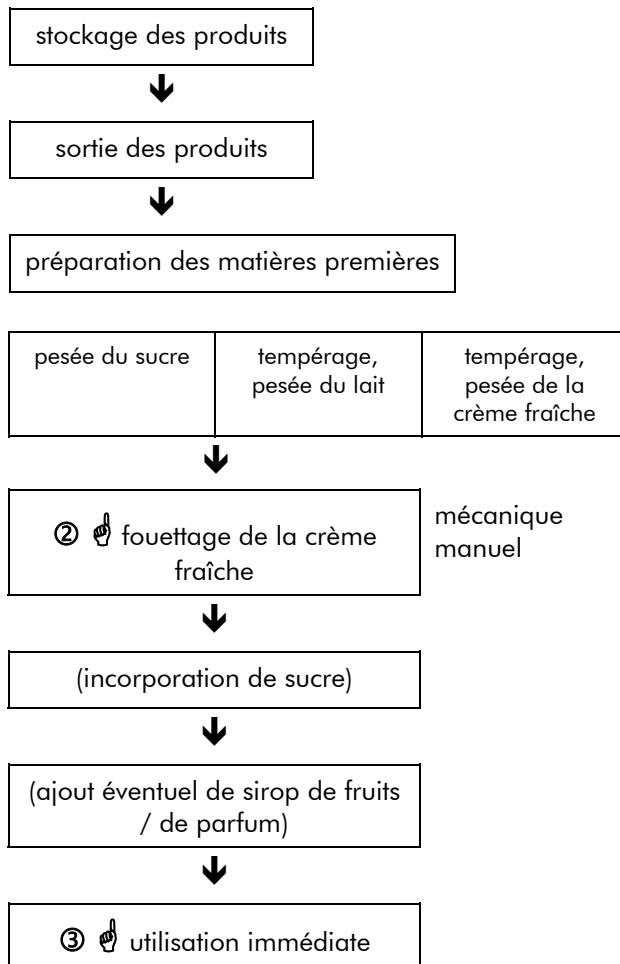 stockage des produits
sortie des produits
préparation des matières premières
pesée du sucre
tempérage,
pesée du lait
tempérage,
pesée de la
crème fraîche
② ☝ fouettage de la crème
fraîche
mécanique
manuel
(incorporation de sucre)
(ajout éventuel de sirop de fruits
/ de parfum)
③ ☝ utilisation immédiate